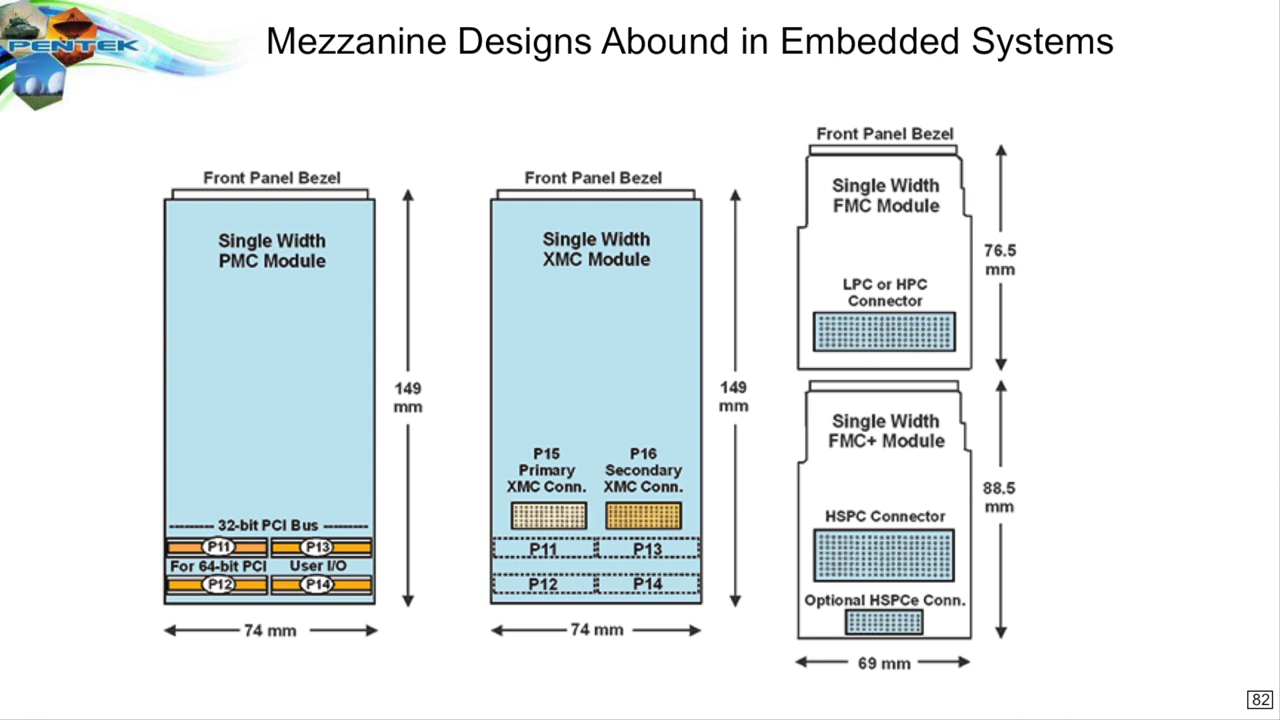 PENTEK
Mezzanine Designs Abound in Embedded Systems
Front Panel Bezel
Single Width
PMC Module
149
mm
32-bit PCI Bus
P11
P13
For 64-bit PCI
User I/O
P12
P14
74 mm
Front Panel Bezel
Single Width
XMC Module
149
mm
P15
Primary
XMC Conn.
P16
Secondary
XMC Conn.
P11
P13
P12
P14
74 mm
Front Panel Bezel
Single Width
FMC Module
76.5
mm
LPC or HPC
Connector
Single Width
FMC+ Module
88.5
mm
HSPC Connector
Optional HSPCe Conn.
69 mm
82